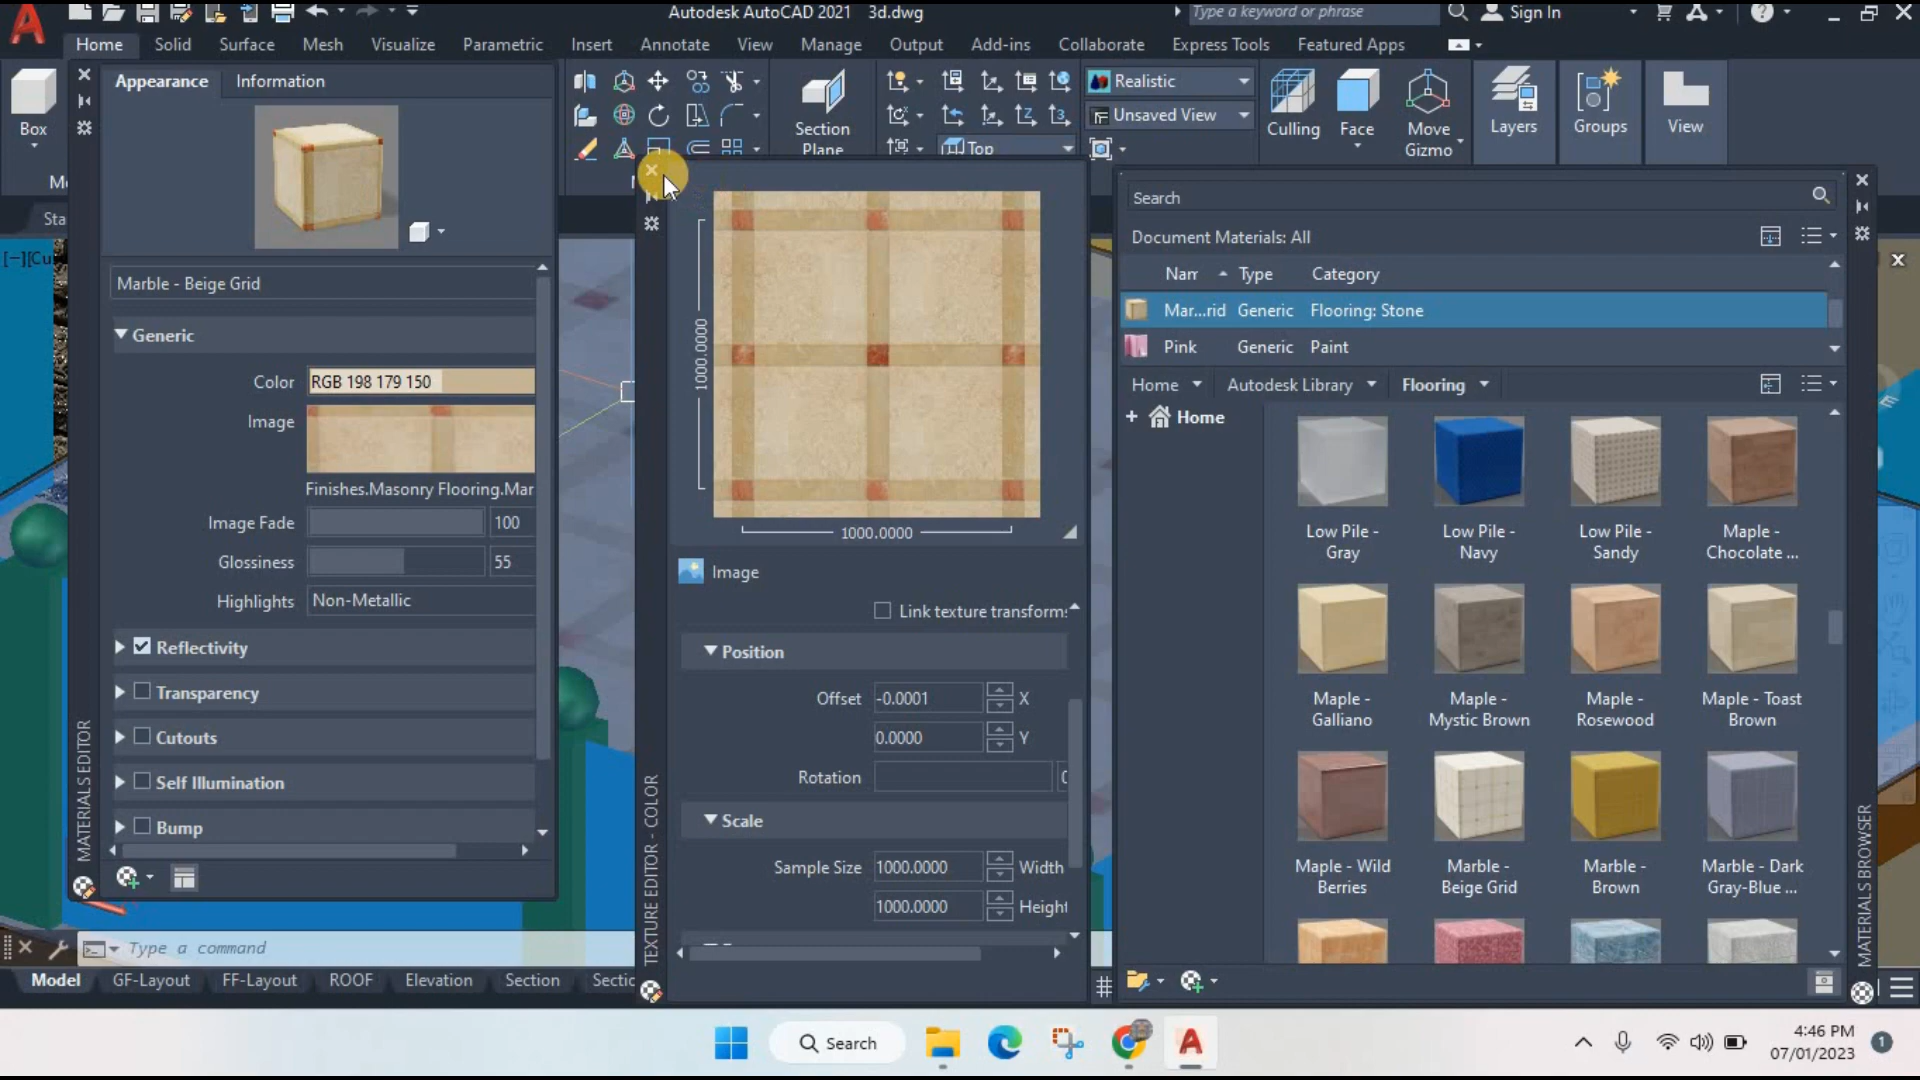 Autodesk AutoCAD 2021 3d.dwg
Type a keyword or phrase
Sign In
Home Solid Surface Mesh Visualize Parametric Insert Annotate View Manage Output Add-ins Collaborate Express Tools Featured Apps
Box
Appearance
Information
Section
Plane
Realistic
Unsaved View
Top
Culling
Face
Move
Gizmo
Layers
Groups
View
Sta
Marble - Beige Grid
Generic
Color RGB 198 179 150
Image
Finishes.Masonry Flooring.Mar
Image Fade 100
Glossiness 55
Highlights Non-Metallic
Reflectivity
Transparency
Cutouts
Self Illumination
Bump
MATERIALS EDITOR
1000.0000
1000.0000
Image
Link texture transforms
Position
Offset -0.0001 X
0.0000 Y
Rotation
Scale
Sample Size 1000.0000 Width
1000.0000 Height
TEXTURE EDITOR - COLOR
Search
Document Materials: All
Nam Type Category
Mar...rid Generic Flooring: Stone
Pink Generic Paint
Home Autodesk Library Flooring
+ Home
Low Pile -
Gray
Low Pile -
Navy
Low Pile -
Sandy
Maple -
Chocolate ...
Maple -
Galliano
Maple -
Mystic Brown
Maple -
Rosewood
Maple - Toast
Brown
Maple - Wild
Berries
Marble -
Beige Grid
Marble -
Brown
Marble - Dark
Gray-Blue ...
MATERIALS BROWSER
Type a command
Model GF-Layout FF-Layout ROOF Elevation Section Sectic
Search
4:46 PM
07/01/2023
1